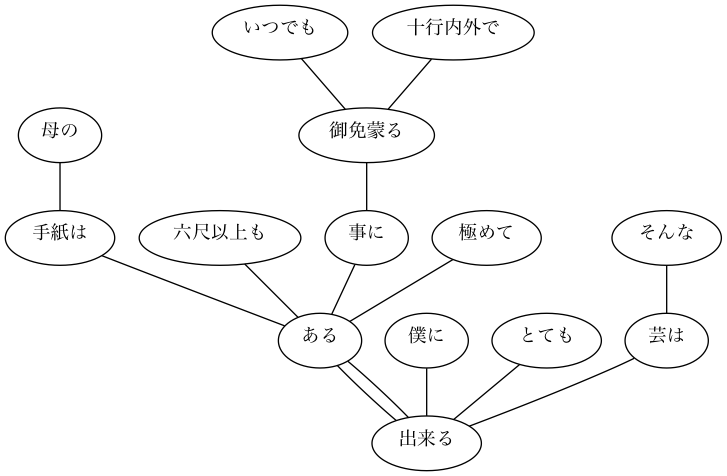 いつでも
十行内外で
母の
御免蒙る
手紙は
六尺以上も
事に
極めて
そんな
ある
僕に
とても
芸は
出来る